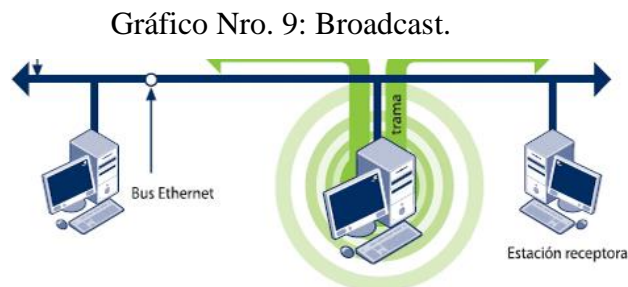 Gráfico Nro. 9: Broadcast.
trama
Bus Ethernet
Estación receptora